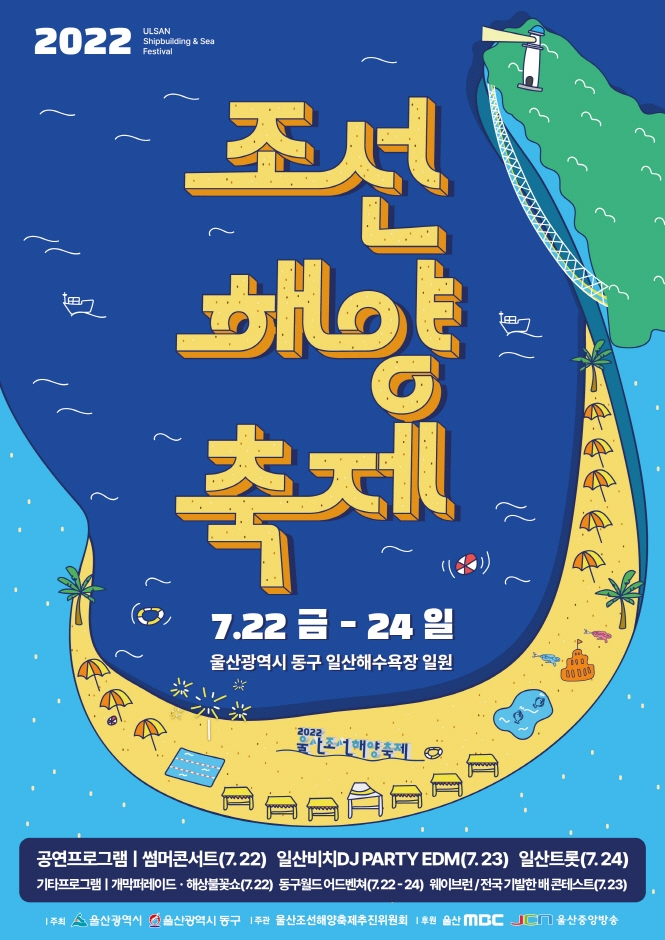 2022
ULSAN
Shipbuilding & Sea
Festival
조선
해양
축제
7.22 금 - 24 일
울산광역시 동구 일산해수욕장 일원
2022
울산조선해양축제
공연프로그램 | 썸머콘서트(7. 22) 일산비치DJ PARTY EDM(7. 23) 일산트롯(7. 24)
기타프로그램 | 개막퍼레이드 · 해상불꽃쇼(7.22) 동구월드 어드벤쳐(7.22 - 24) 웨이브런 / 전국 기발한 배 콘테스트(7.23)
| 주최 울산광역시 울산광역시 동구 | 주관 울산조선해양축제추진위원회 | 후원 울산 MBC JCN 울산중앙방송